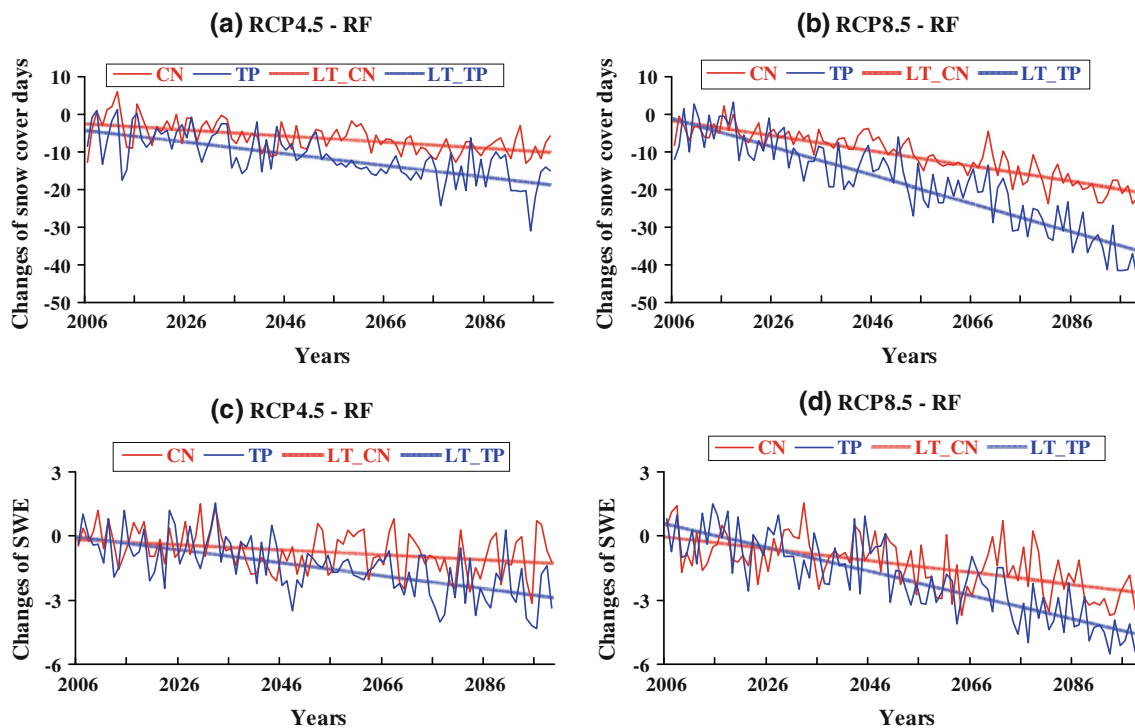 (a) RCP4.5 - RF
CN TP LT_CN LT_TP
Changes of snow cover days
10
0
-10
-20
-30
-40
-50
2006 2026 2046 2066 2086
Years
(b) RCP8.5 - RF
CN TP LT_CN LT_TP
Changes of snow cover days
10
0
-10
-20
-30
-40
-50
2006 2026 2046 2066 2086
Years
(c) RCP4.5 - RF
CN TP LT_CN LT_TP
Changes of SWE
3
0
-3
-6
2006 2026 2046 2066 2086
Years
(d) RCP8.5 - RF
CN TP LT_CN LT_TP
Changes of SWE
3
0
-3
-6
2006 2026 2046 2066 2086
Years